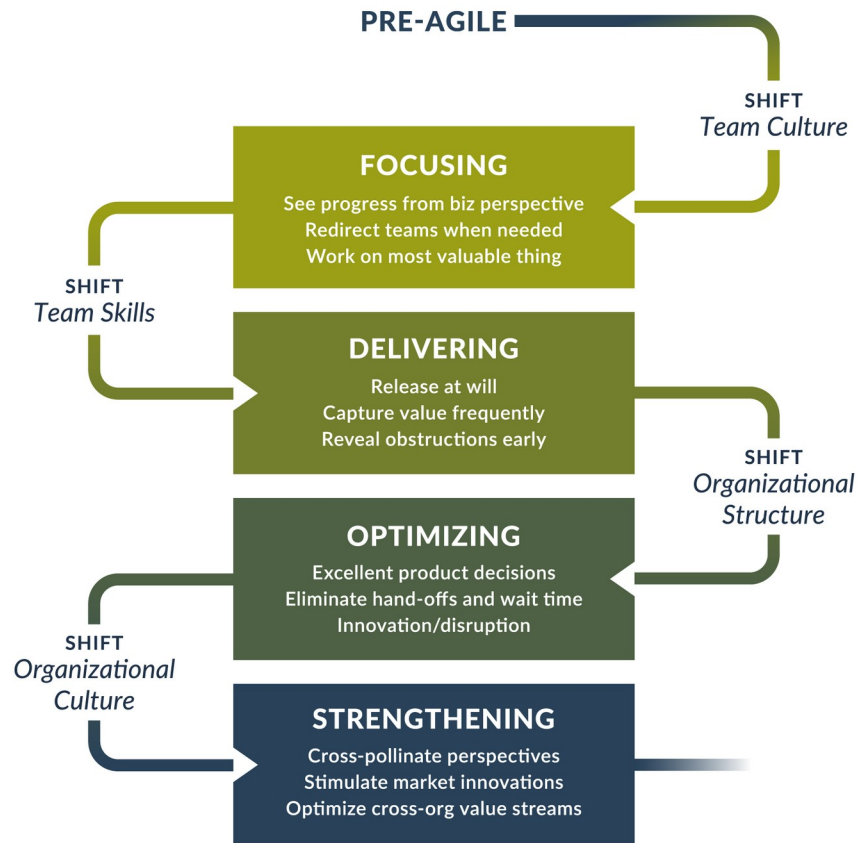 PRE-AGILE
SHIFT
Team Culture
FOCUSING
See progress from biz perspective
Redirect teams when needed
Work on most valuable thing
SHIFT
Team Skills
DELIVERING
Release at will
Capture value frequently
Reveal obstructions early
SHIFT
Organizational
Structure
OPTIMIZING
Excellent product decisions
Eliminate hand-offs and wait time
Innovation/disruption
SHIFT
Organizational
Culture
STRENGTHENING
Cross-pollinate perspectives
Stimulate market innovations
Optimize cross-org value streams